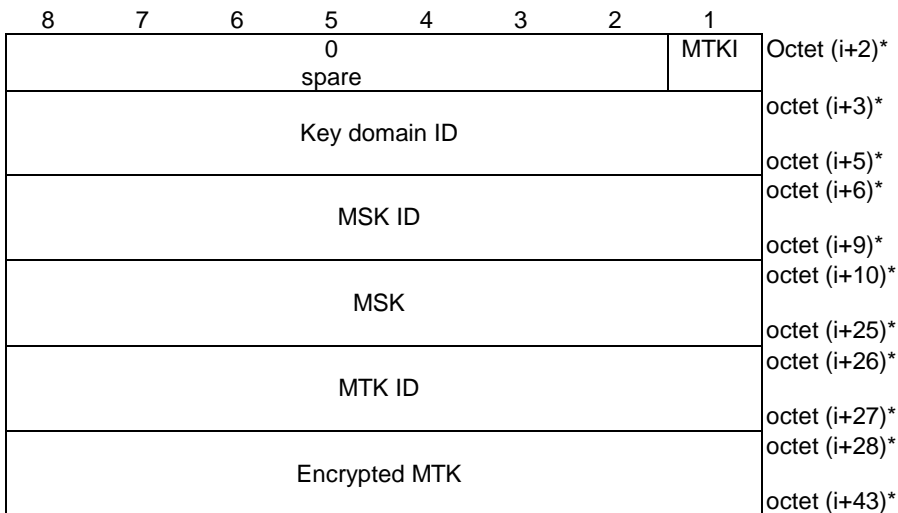 8 7 6 5 4 3 2 1
0 MTKI Octet (i+2)*
spare
octet (i+3)*
Key domain ID
octet (i+5)*
octet (i+6)*
MSK ID
octet (i+9)*
octet (i+10)*
MSK
octet (i+25)*
octet (i+26)*
MTK ID
octet (i+27)*
octet (i+28)*
Encrypted MTK
octet (i+43)*